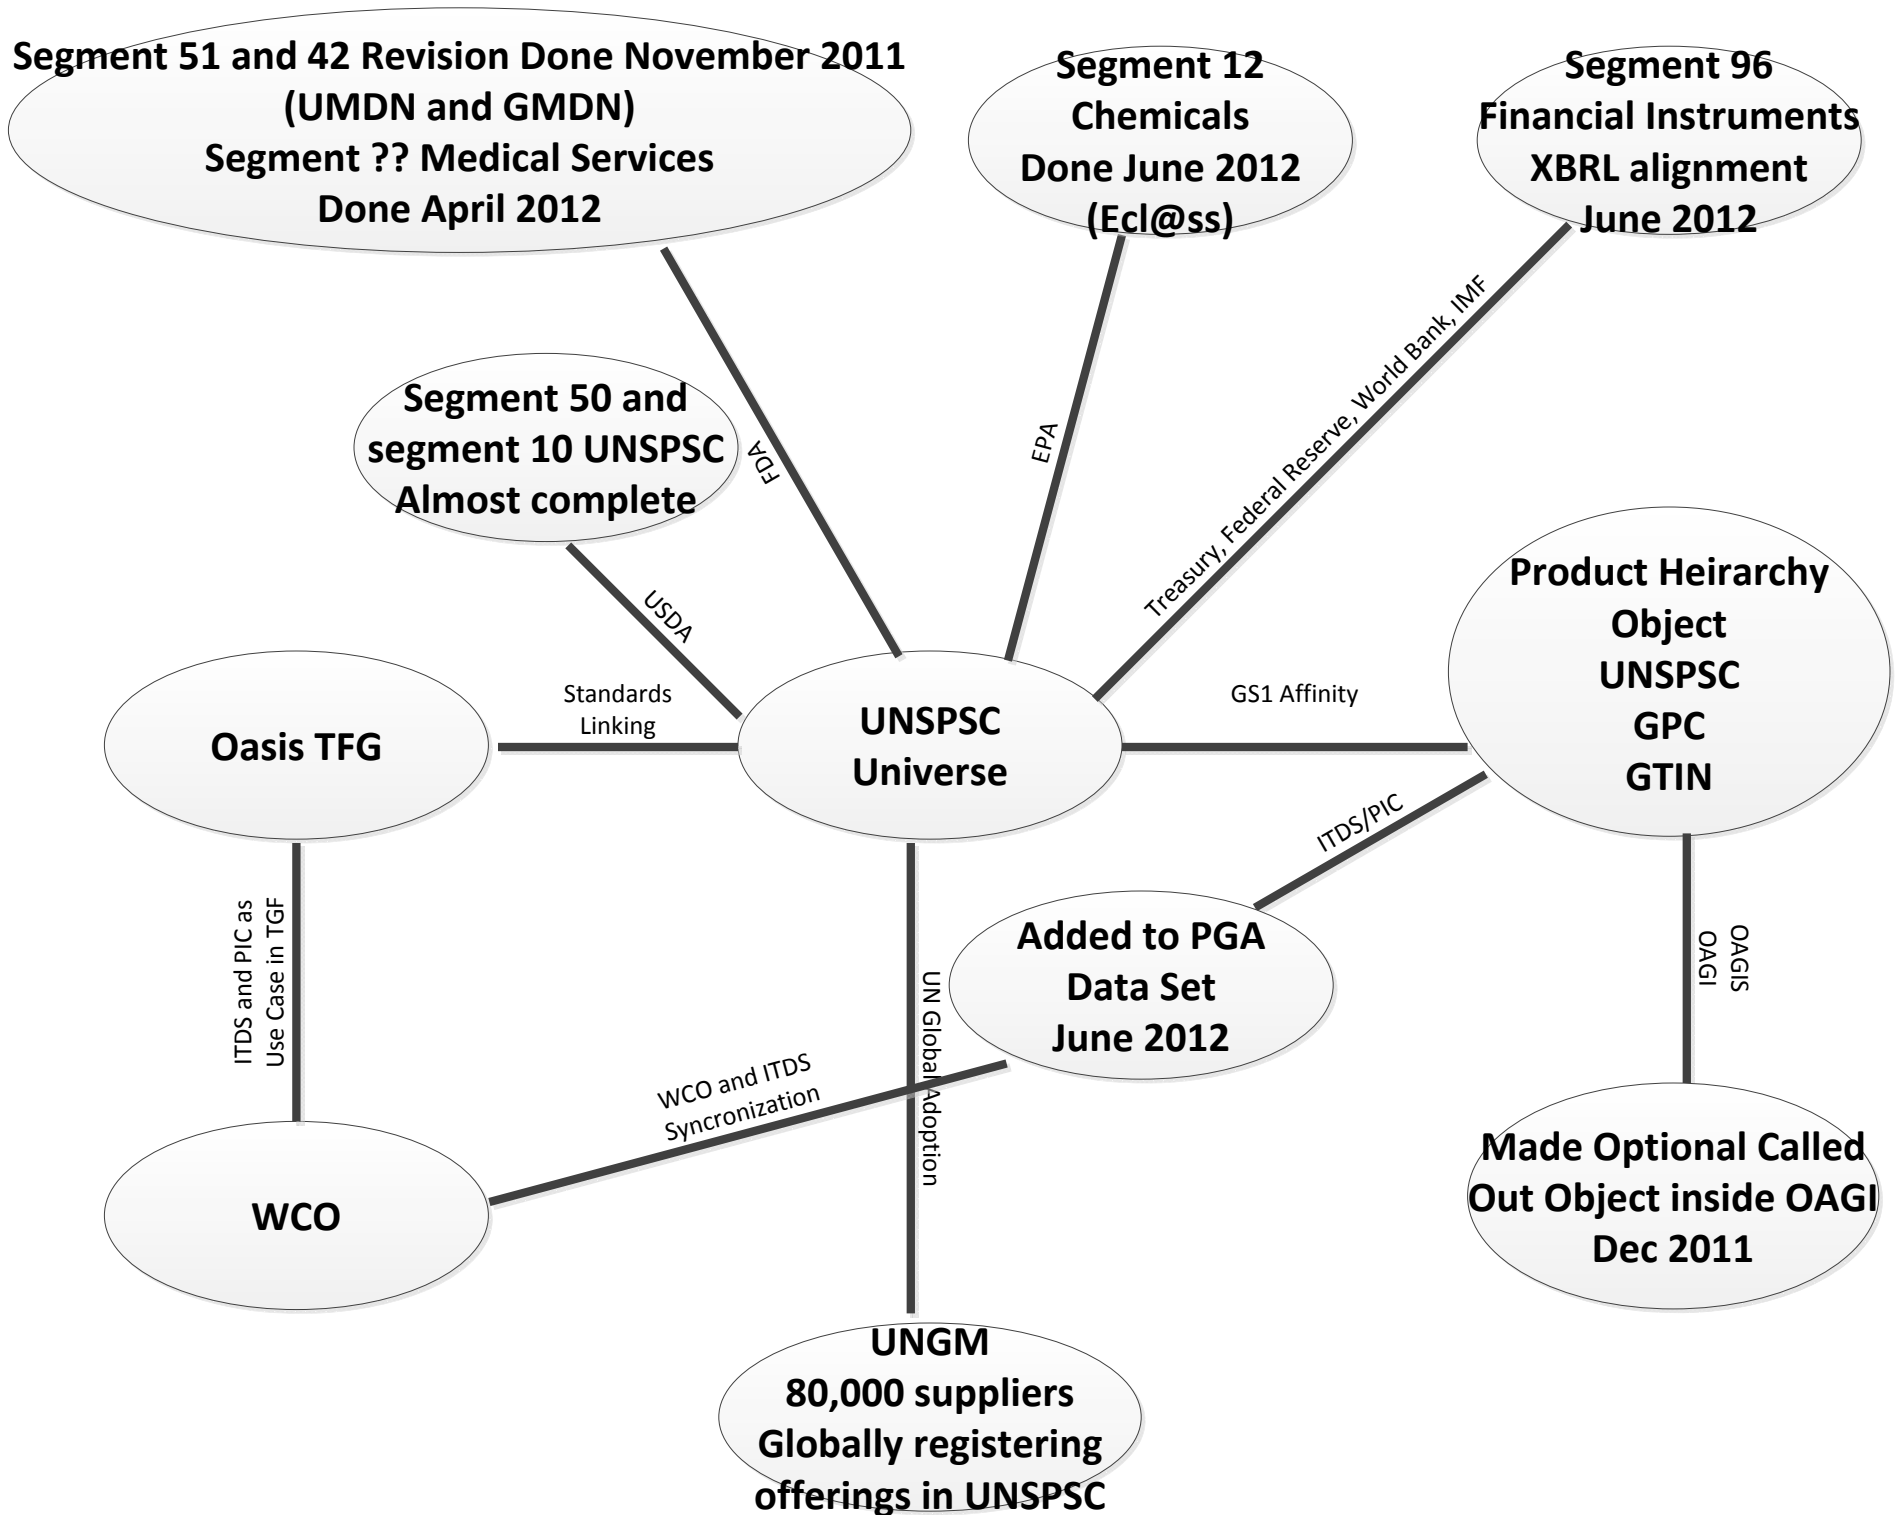 Segment 51 and 42 Revision Done November 2011
(UMDN and GMDN)
Segment ?? Medical Services
Done April 2012
Segment 12
Chemicals
Done June 2012
(Ecl@ss)
Segment 96
Financial Instruments
XBRL alignment
June 2012
Segment 50 and
segment 10 UNSPSC
Almost complete
FDA
EPA
Treasury, Federal Reserve, World Bank, IMF
USDA
Oasis TFG
Standards
Linking
UNSPSC
Universe
GS1 Affinity
Product Heirarchy
Object
UNSPSC
GPC
GTIN
ITDS/PIC
ITDS and PIC as
Use Case in TGF
UN Global Adoption
Added to PGA
Data Set
June 2012
OAGIS
OAGI
WCO and ITDS
Syncronization
WCO
Made Optional Called
Out Object inside OAGI
Dec 2011
UNGM
80,000 suppliers
Globally registering
offerings in UNSPSC